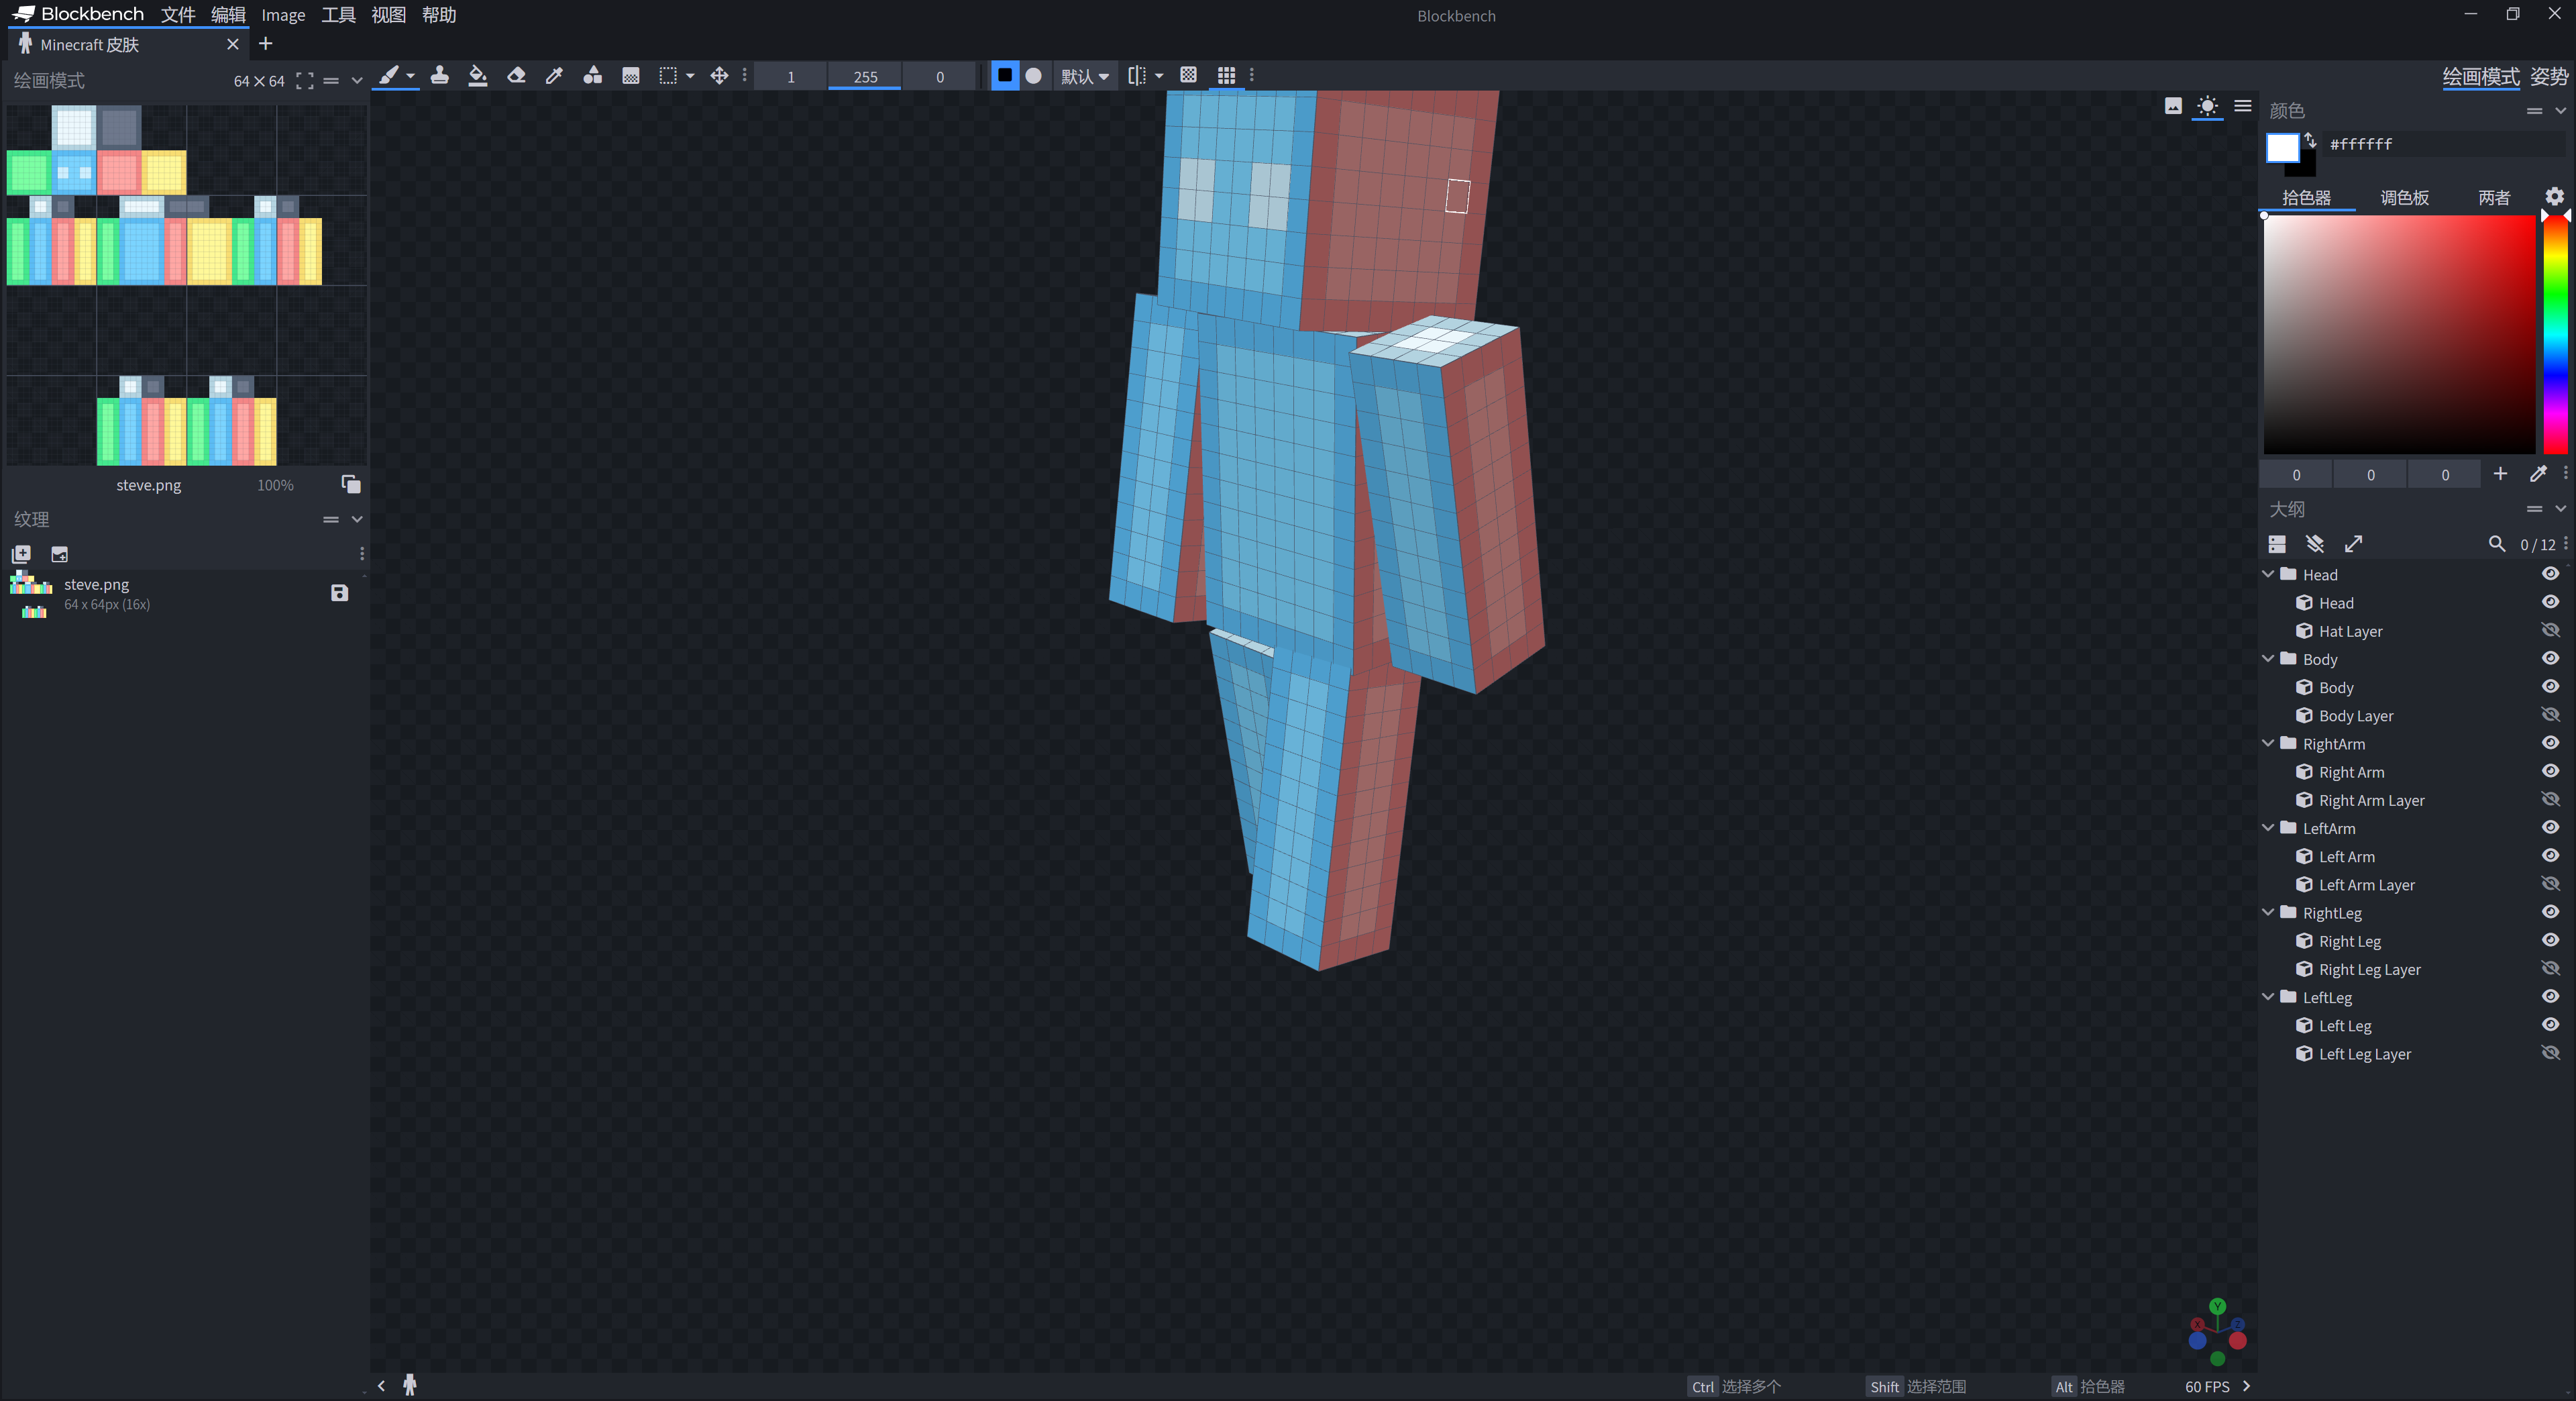 Blockbench 文件 编辑 Image 工具 视图 帮助
Blockbench
Minecraft 皮肤
绘画模式 64×64
1 255 0 默认
绘画模式 姿势
颜色
#ffffff
拾色器 调色板 两者
0 0 0
steve.png 100%
纹理
steve.png
64 x 64px (16x)
大纲
0 / 12
Head
Head
Hat Layer
Body
Body
Body Layer
RightArm
Right Arm
Right Arm Layer
LeftArm
Left Arm
Left Arm Layer
RightLeg
Right Leg
Right Leg Layer
LeftLeg
Left Leg
Left Leg Layer
Y
X Z
Ctrl 选择多个 Shift 选择范围 Alt 拾色器 60 FPS